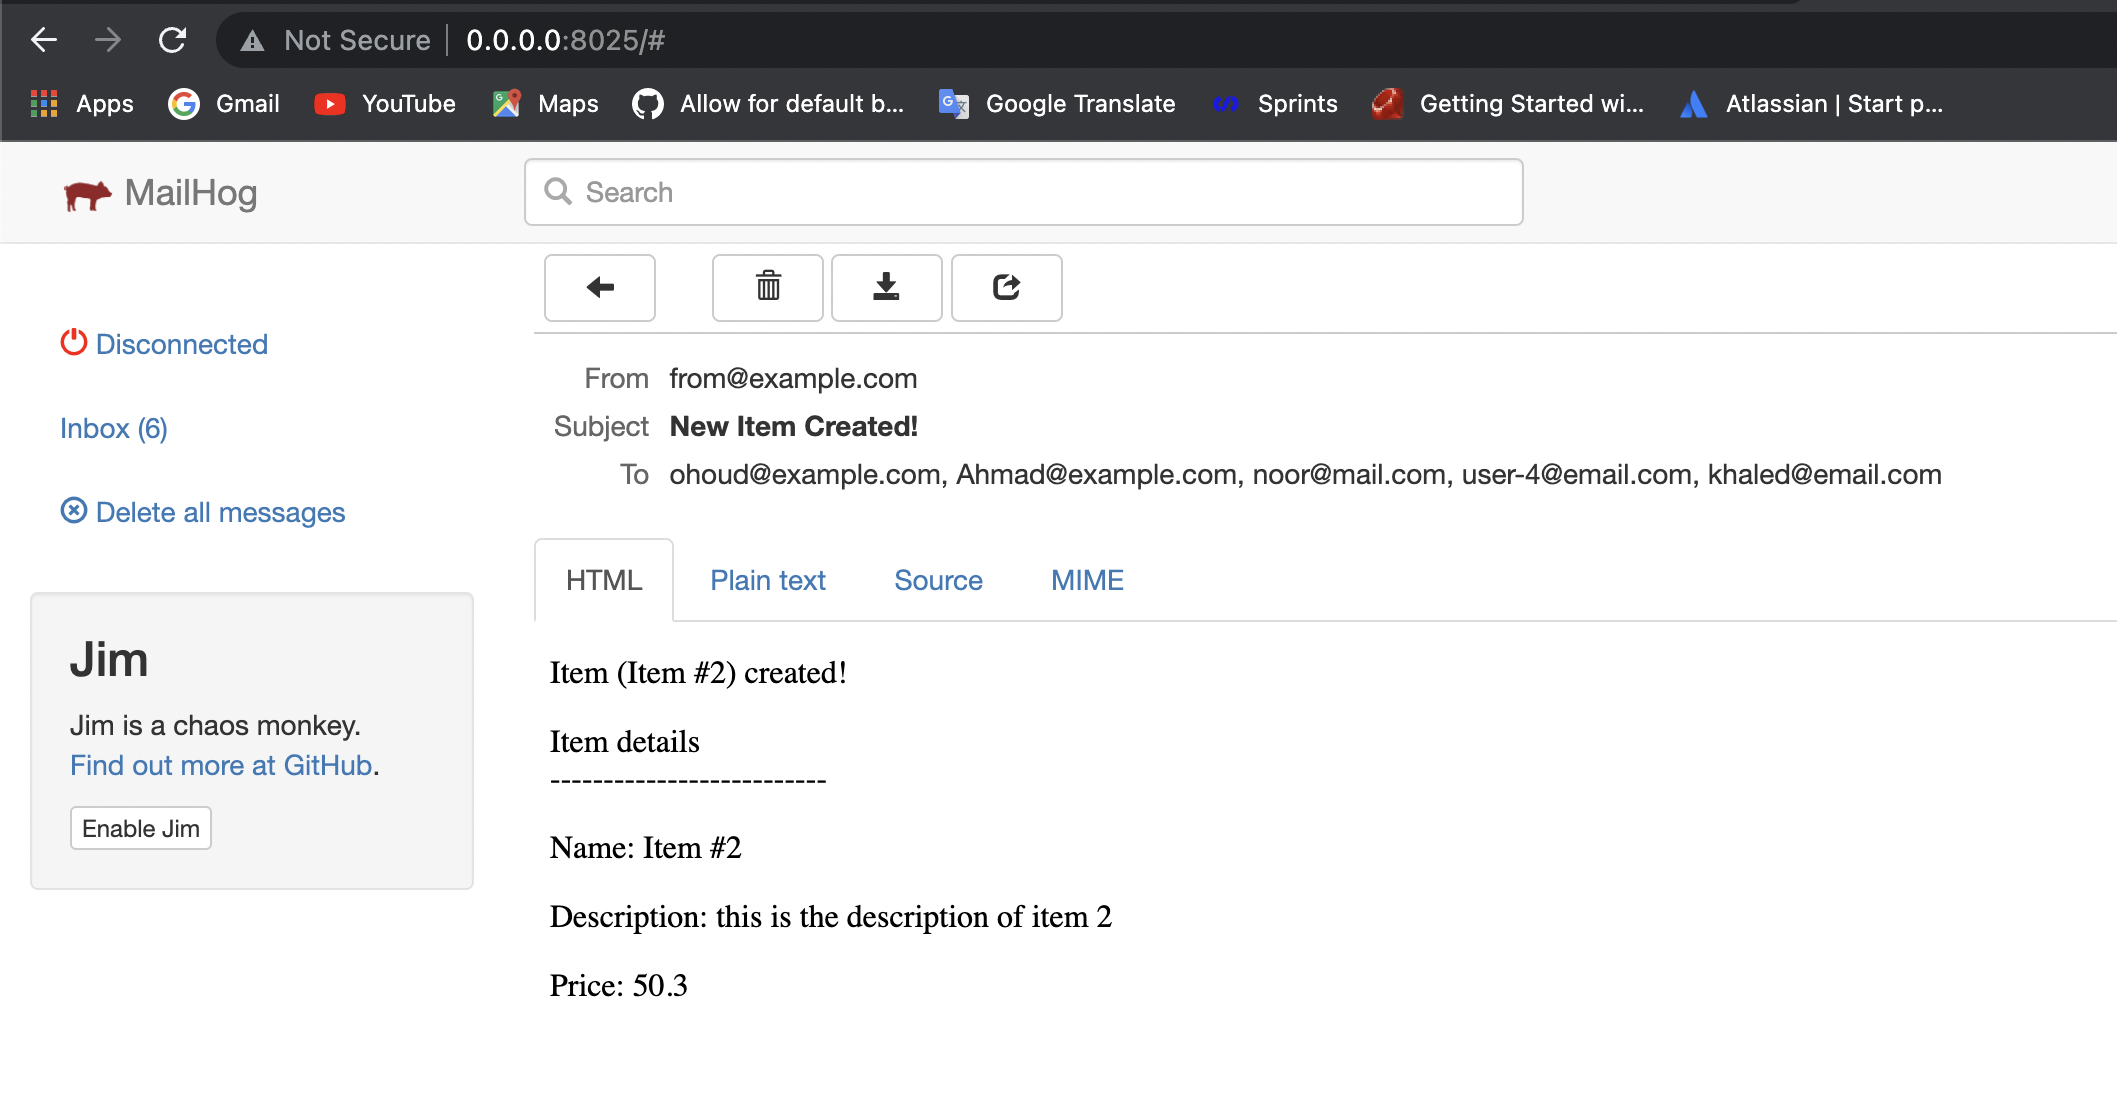 Not Secure 0.0.0.0:8025/#
Apps Gmail YouTube Maps Allow for default b... Google Translate Sprints Getting Started wi... Atlassian | Start p...
MailHog Search
Disconnected
Inbox (6)
Delete all messages
Jim
Jim is a chaos monkey.
Find out more at GitHub.
Enable Jim
From from@example.com
Subject New Item Created!
To ohoud@example.com, Ahmad@example.com, noor@mail.com, user-4@email.com, khaled@email.com
HTML Plain text Source MIME
Item (Item #2) created!
Item details
--------------------------
Name: Item #2
Description: this is the description of item 2
Price: 50.3